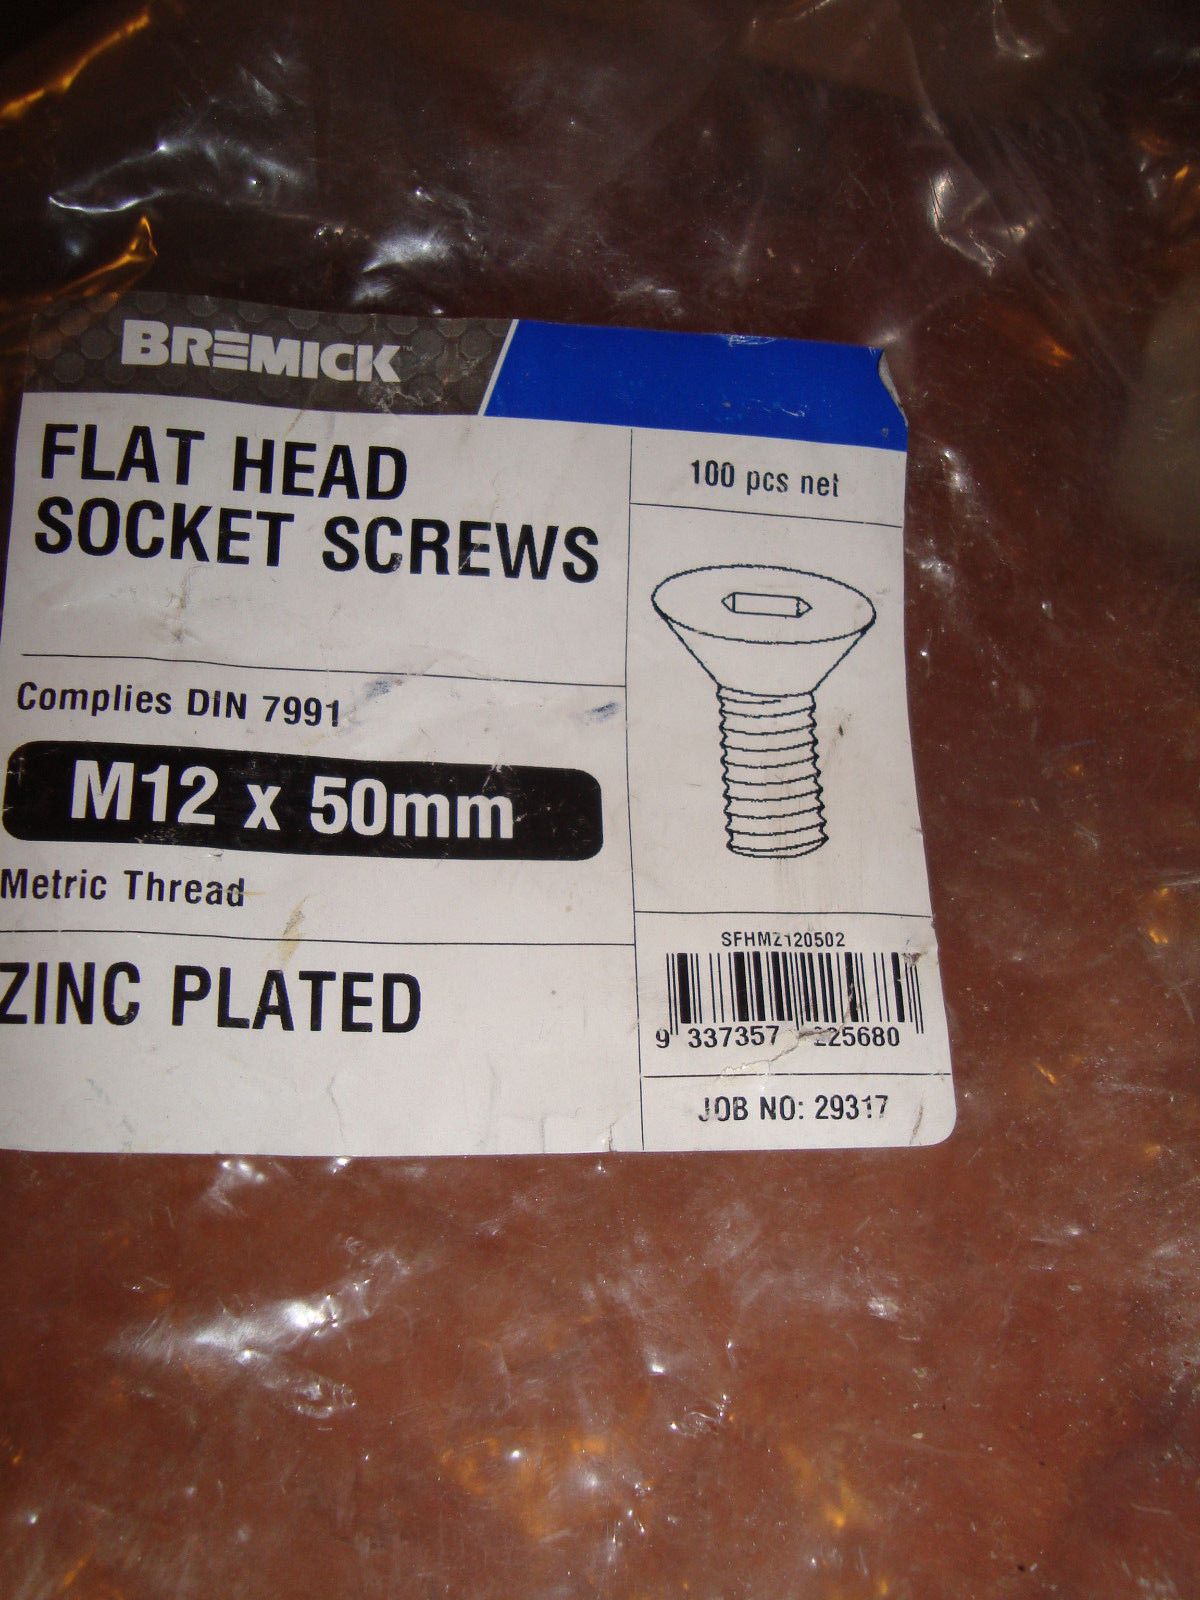 BREMICK™
FLAT HEAD
SOCKET SCREWS
Complies DIN 7991
M12 x 50mm
Metric Thread
ZINC PLATED
100 pcs net
SFHMZ120502
9 337357 225680
JOB NO: 29317